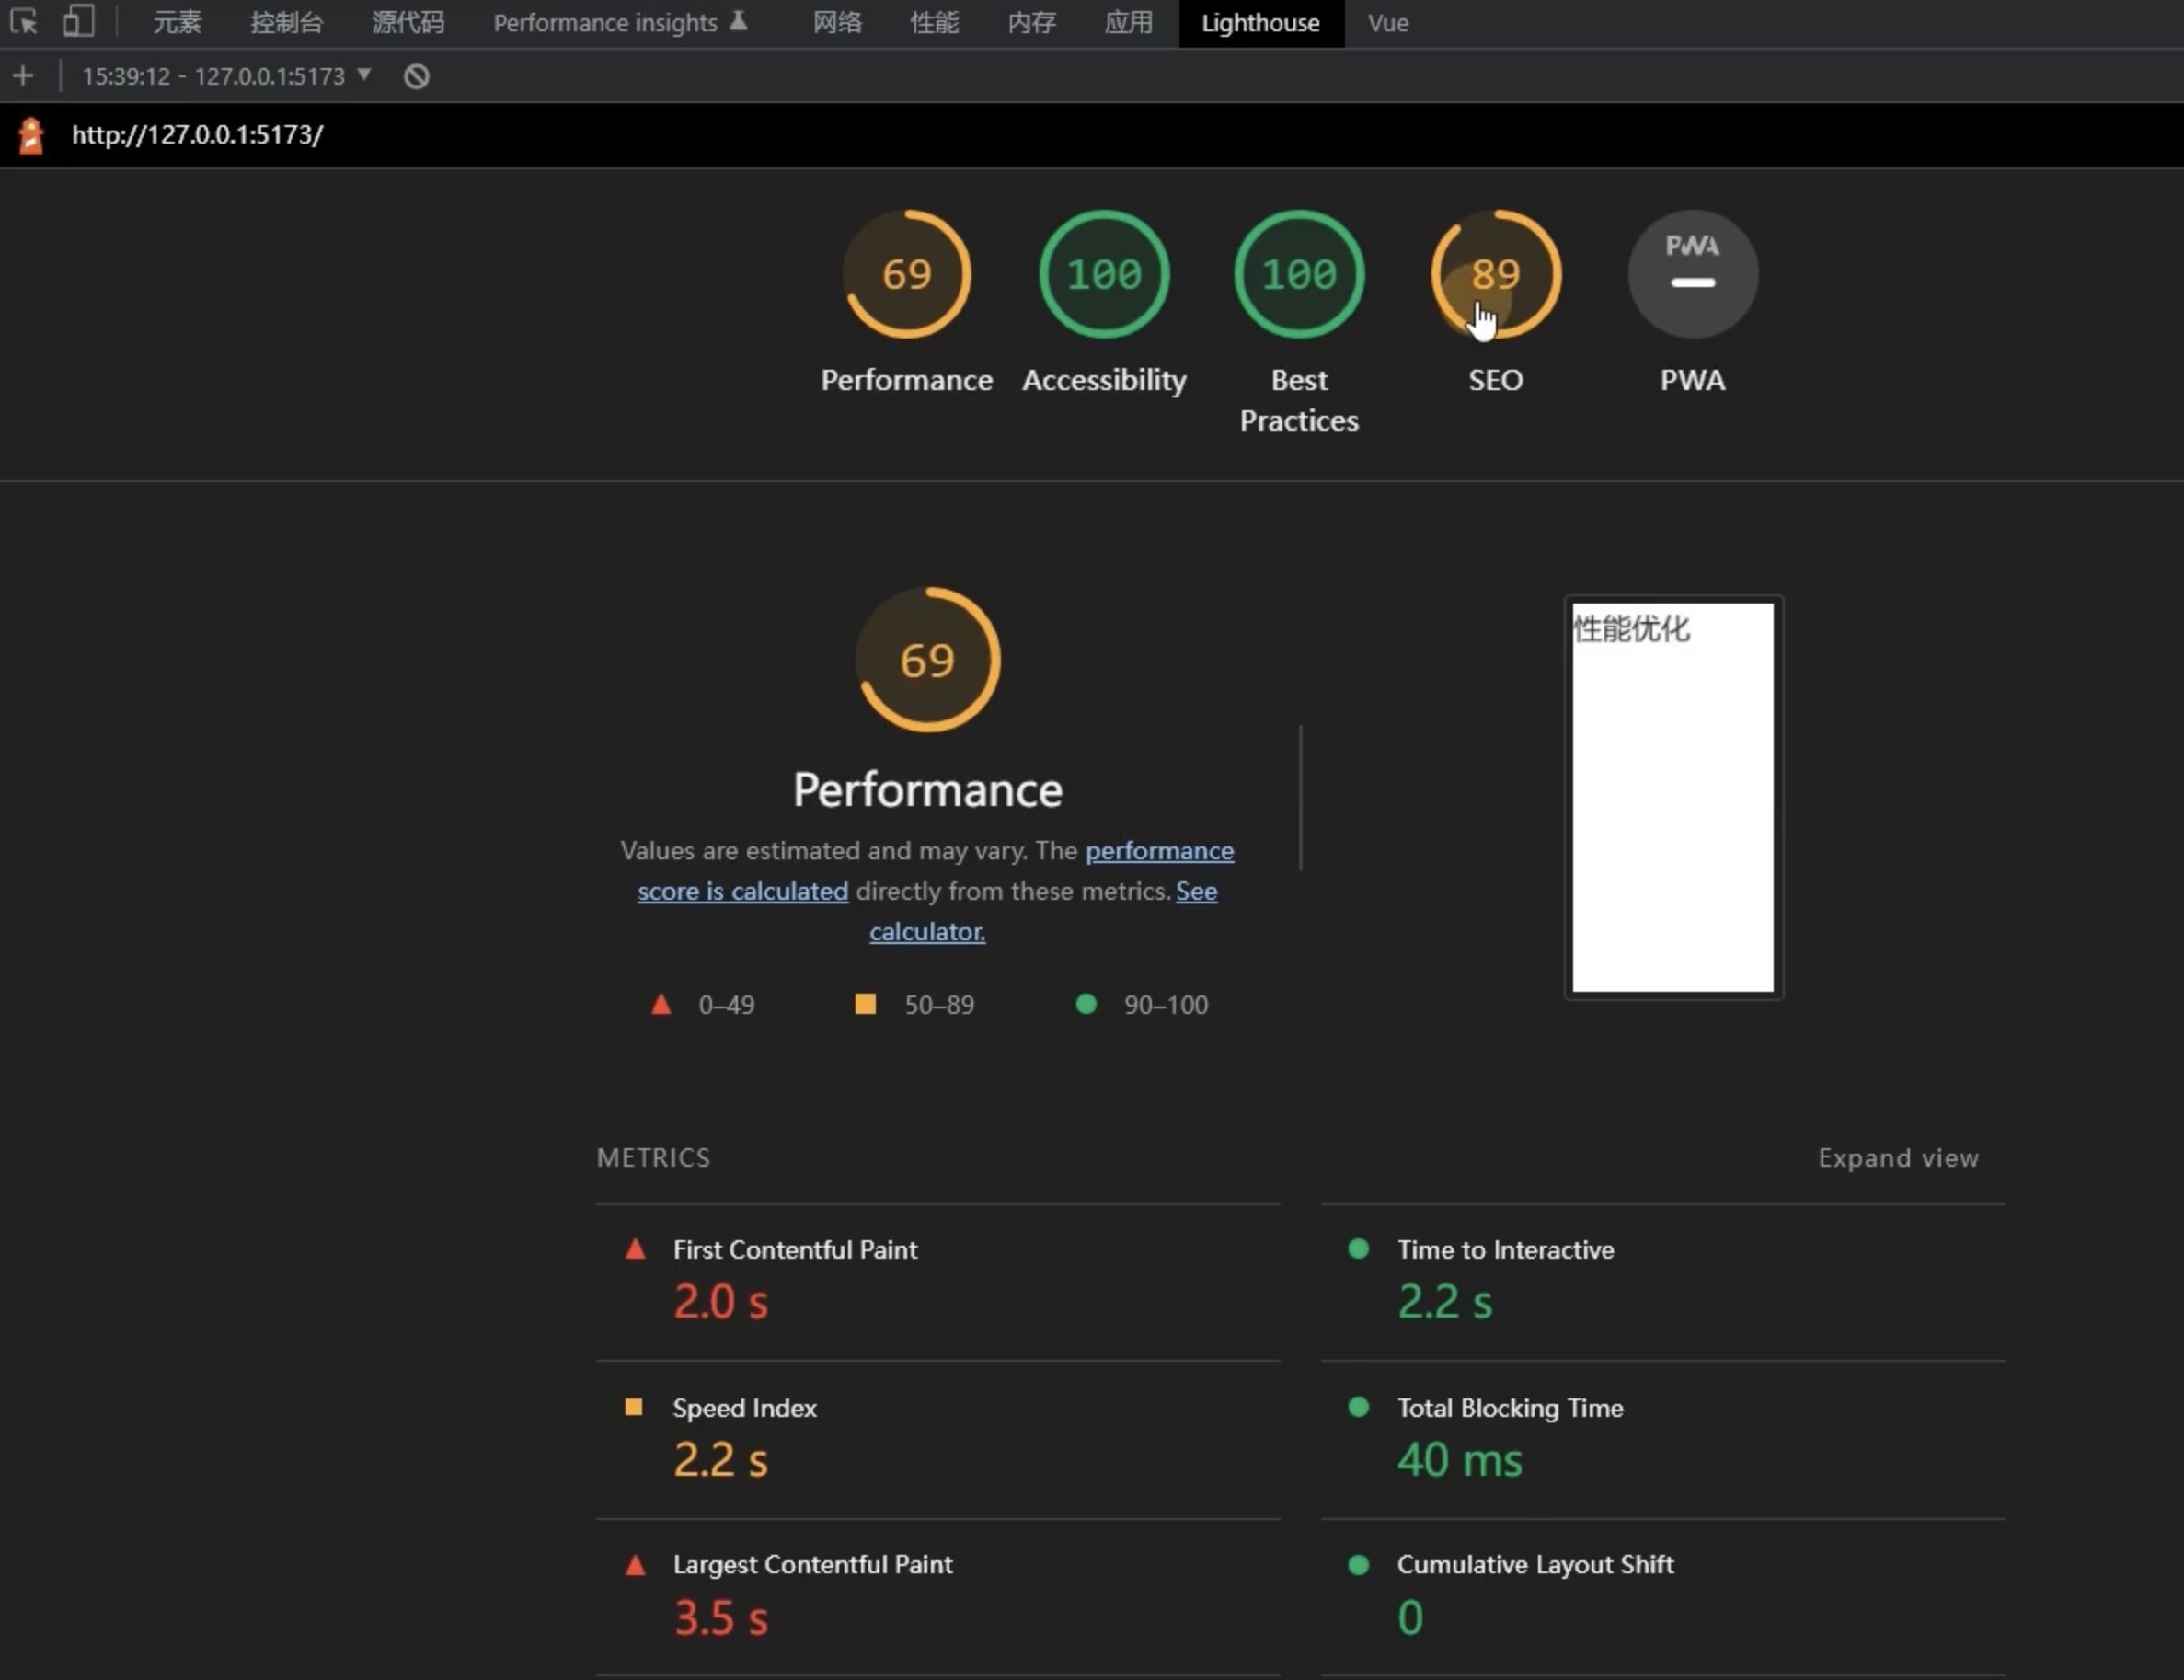 元素 控制台 源代码 Performance insights 网络 性能 内存 应用 Lighthouse Vue
15:39:12 - 127.0.0.1:5173
http://127.0.0.1:5173/
69 100 100 89 PWA
Performance Accessibility Best Practices SEO PWA
69
性能优化
Performance
Values are estimated and may vary. The performance
score is calculated directly from these metrics. See
calculator.
0–49 50–89 90–100
METRICS Expand view
First Contentful Paint
2.0 s
Time to Interactive
2.2 s
Speed Index
2.2 s
Total Blocking Time
40 ms
Largest Contentful Paint
3.5 s
Cumulative Layout Shift
0